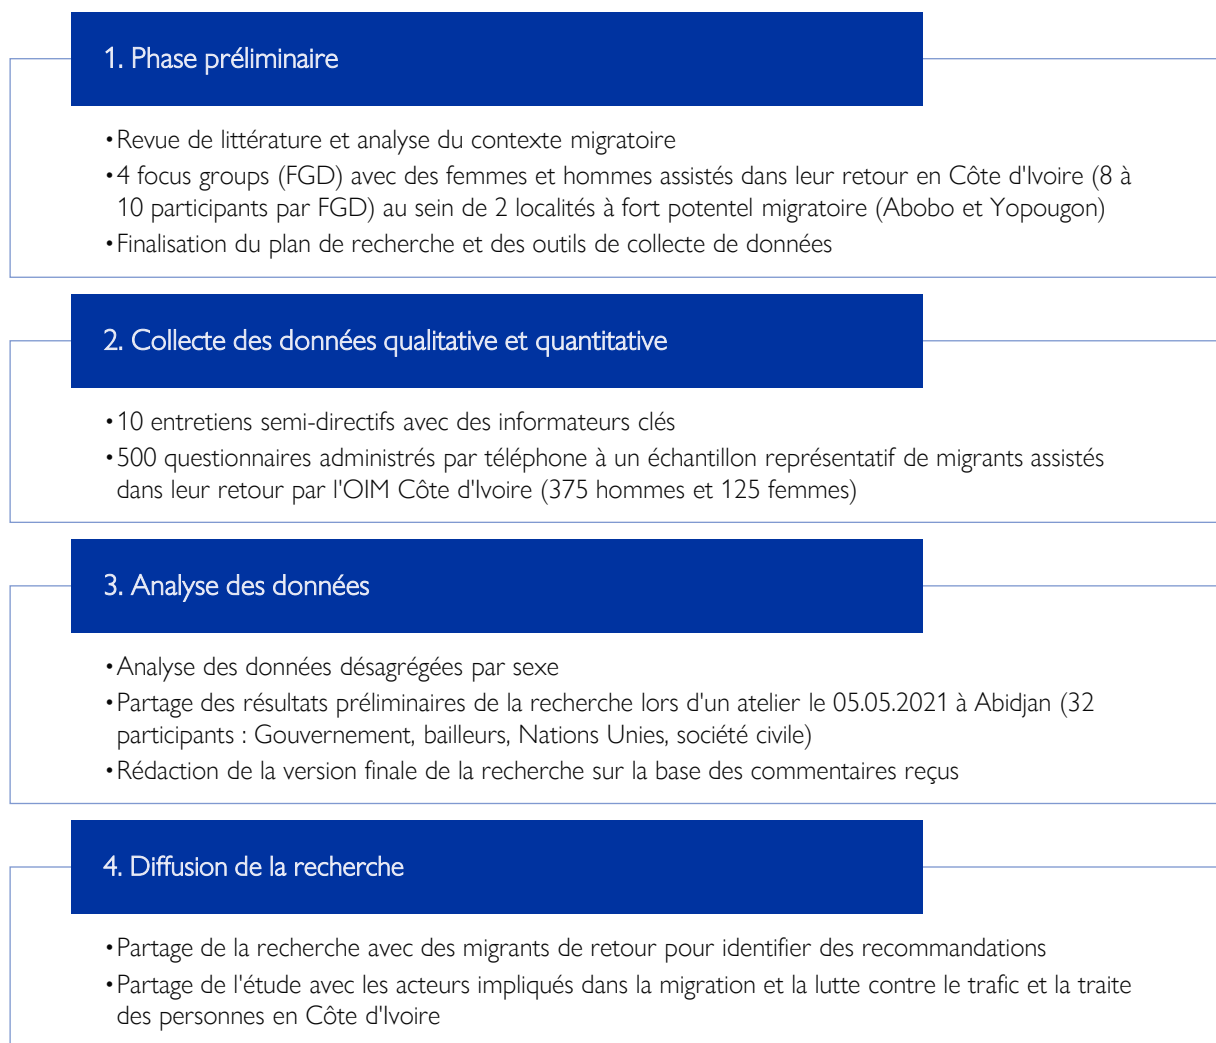 1. Phase préliminaire
•Revue de littérature et analyse du contexte migratoire
•4 focus groups (FGD) avec des femmes et hommes assistés dans leur retour en Côte d'Ivoire (8 à
10 participants par FGD) au sein de 2 localités à fort potentel migratoire (Abobo et Yopougon)
•Finalisation du plan de recherche et des outils de collecte de données
2. Collecte des données qualitative et quantitative
•10 entretiens semi-directifs avec des informateurs clés
•500 questionnaires administrés par téléphone à un échantillon représentatif de migrants assistés
dans leur retour par l'OIM Côte d'Ivoire (375 hommes et 125 femmes)
3. Analyse des données
•Analyse des données désagrégées par sexe
•Partage des résultats préliminaires de la recherche lors d'un atelier le 05.05.2021 à Abidjan (32
participants : Gouvernement, bailleurs, Nations Unies, société civile)
•Rédaction de la version finale de la recherche sur la base des commentaires reçus
4. Diffusion de la recherche
•Partage de la recherche avec des migrants de retour pour identifier des recommandations
•Partage de l'étude avec les acteurs impliqués dans la migration et la lutte contre le trafic et la traite
des personnes en Côte d'Ivoire